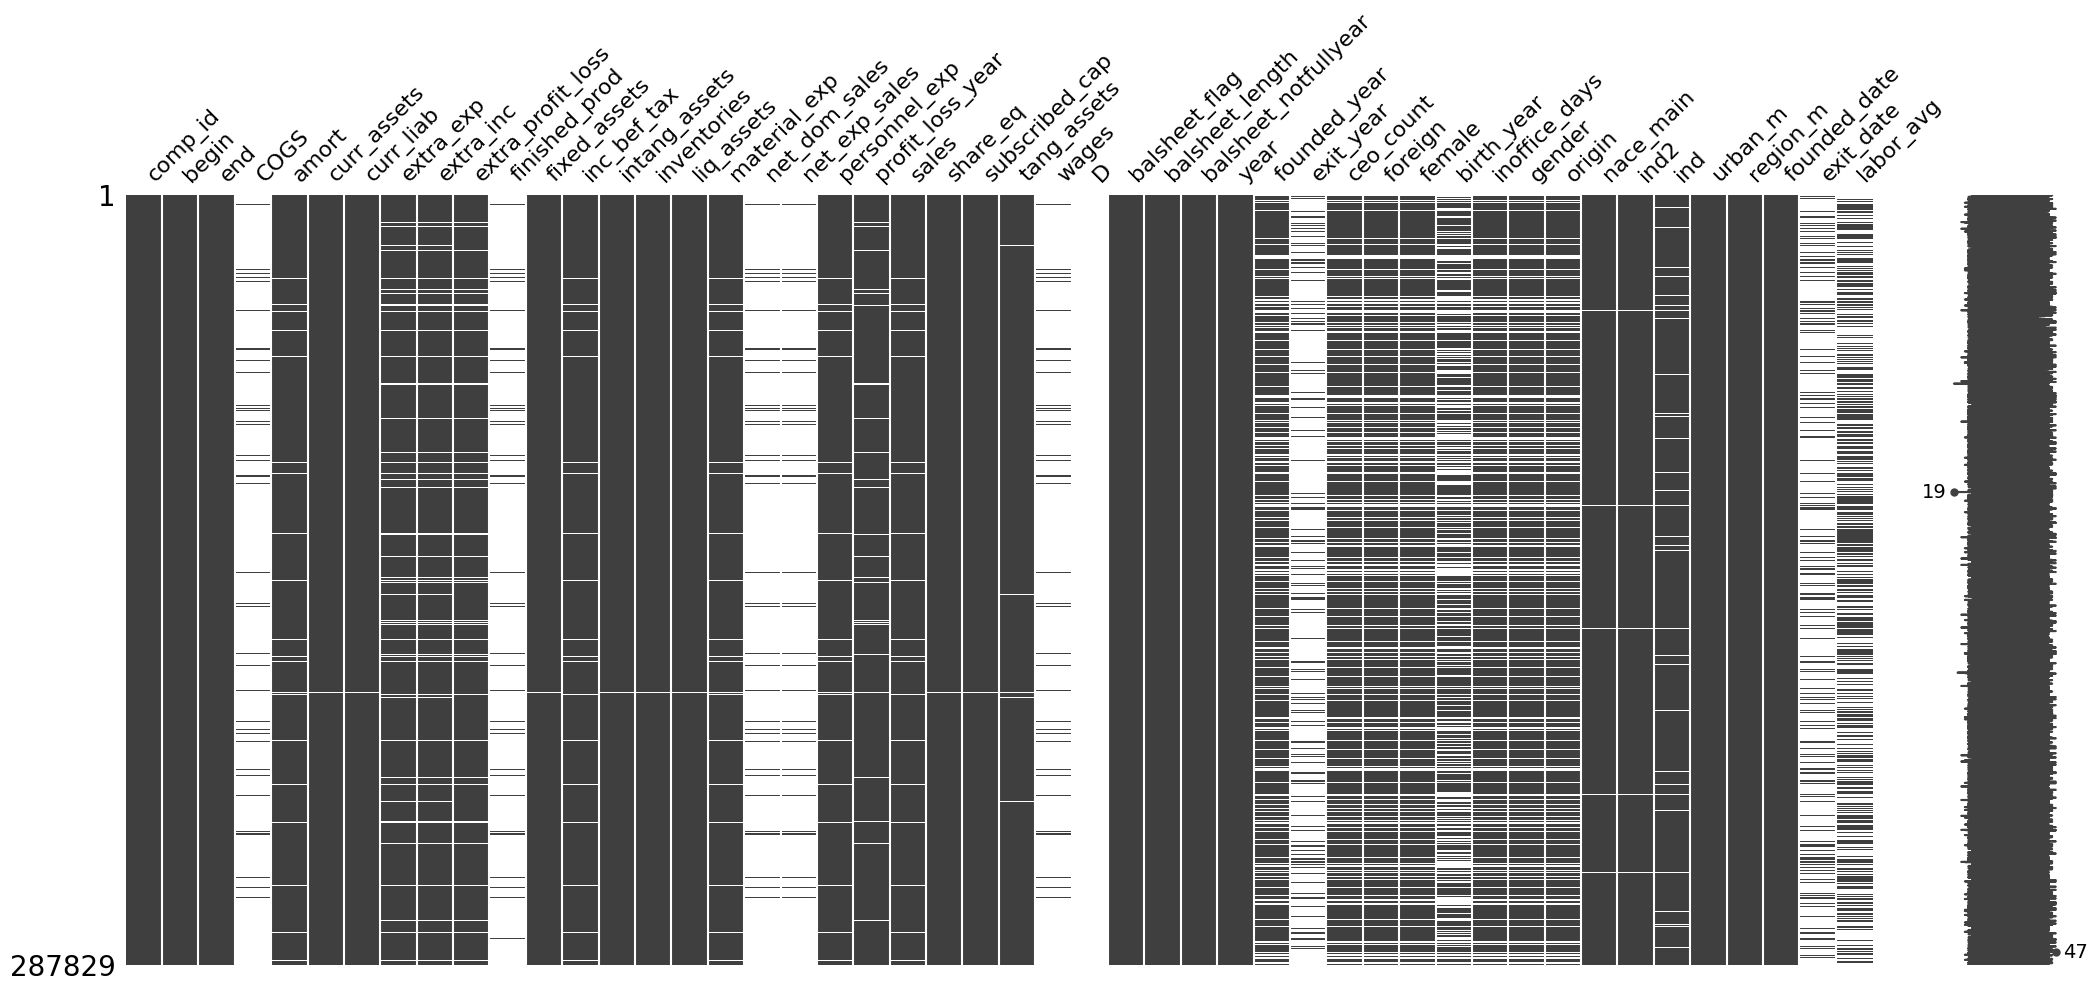 comp_id
begin
end
COGS
amort
curr_assets
curr_liab
extra_exp
extra_inc
extra_profit_loss
finished_prod
fixed_assets
inc_bef_tax
intang_assets
inventories
liq_assets
material_exp
net_dom_sales
net_exp_sales
personnel_exp
profit_loss_year
sales
share_eq
subscribed_cap
tang_assets
wages
D
balsheet_flag
balsheet_length
balsheet_notfullyear
year
founded_year
exit_year
ceo_count
foreign
female
birth_year
inoffice_days
gender
origin
nace_main
ind2
ind
urban_m
region_m
founded_date
exit_date
labor_avg
1
19
47
287829